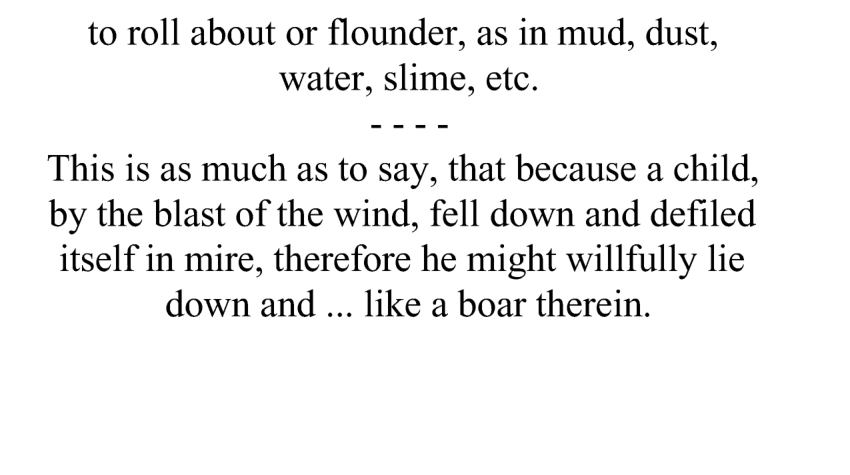 to roll about or flounder, as in mud, dust,
water, slime, etc.
- - - -
This is as much as to say, that because a child,
by the blast of the wind, fell down and defiled
itself in mire, therefore he might willfully lie
down and ... like a boar therein.